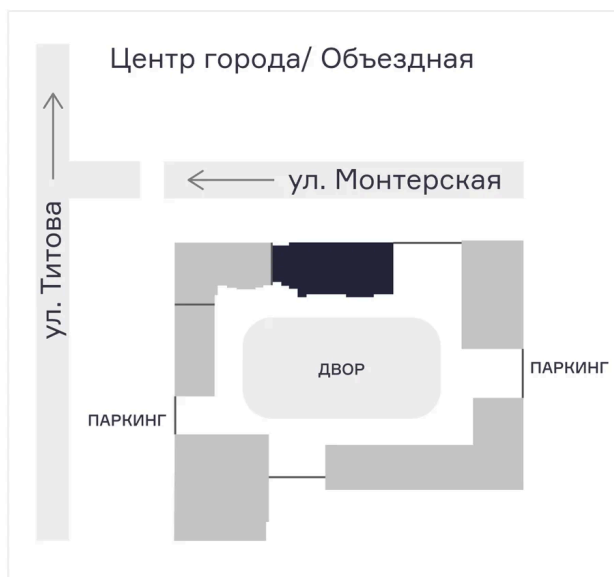 Центр города/ Объездная
ул. Монтерская
ул. Титова
ДВОР
ПАРКИНГ
ПАРКИНГ